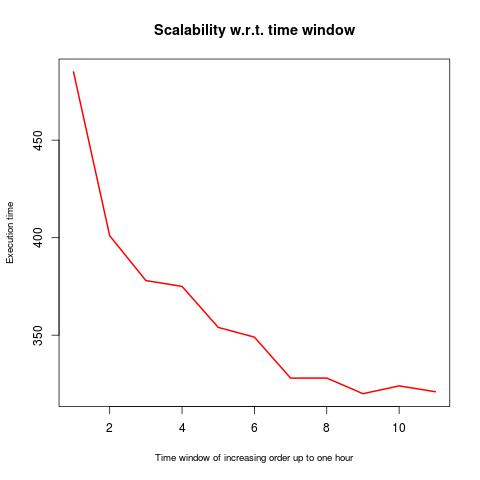 Scalability w.r.t. time window
450
400
350
Execution time
2 4 6 8 10
Time window of increasing order up to one hour